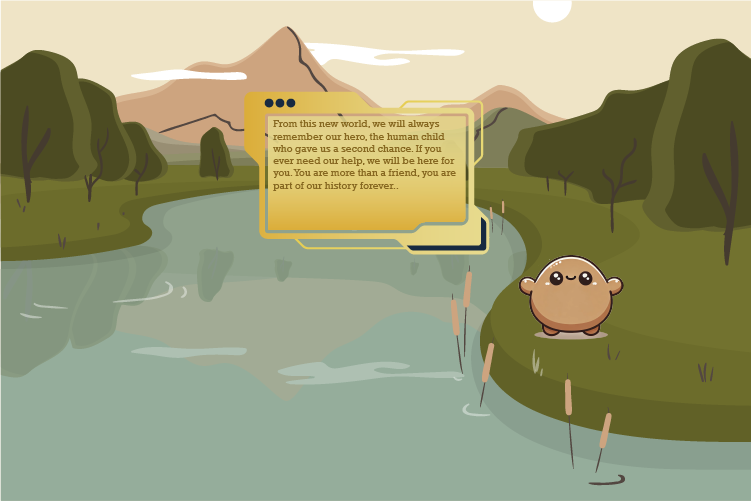 From this new world, we will always
remember our hero, the human child
who gave us a second chance. If you
ever need our help, we will be here for
you. You are more than a friend, you are
part of our history forever..